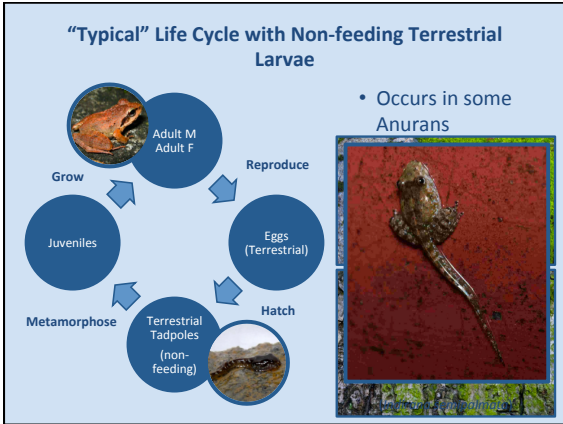 “Typical” Life Cycle with Non-feeding Terrestrial
Larvae
Adult M
Adult F
Reproduce
Eggs
(Terrestrial)
Hatch
Terrestrial
Tadpoles
(non-
feeding)
Metamorphose
Juveniles
Grow
• Occurs in some
Anurans